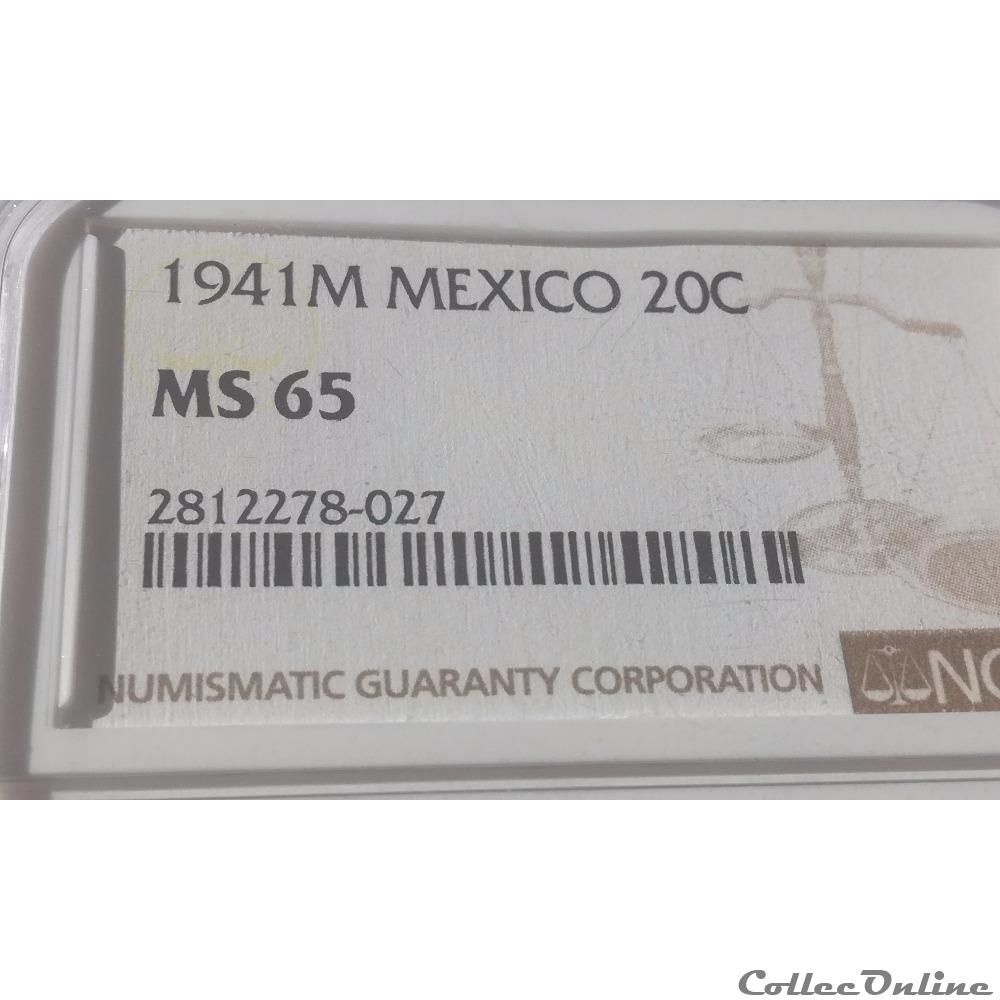 1941M MEXICO 20C
MS 65
2812278-027
NUMISMATIC GUARANTY CORPORATION
CollecOnline